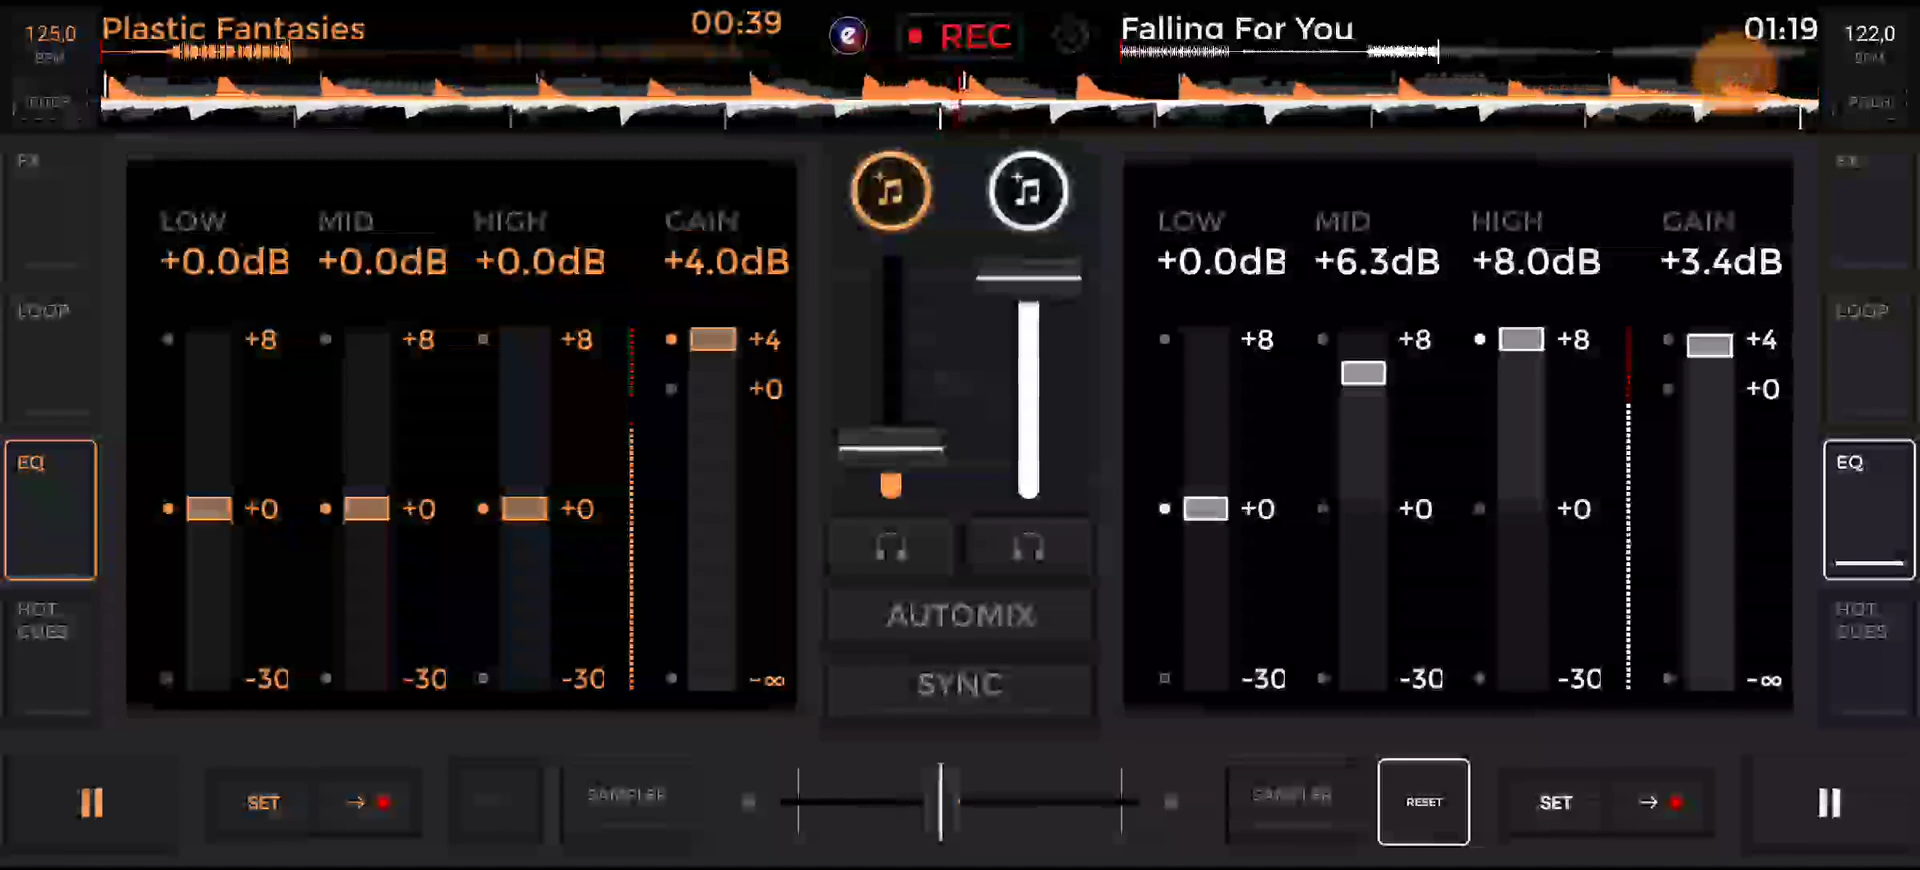 125,0
BPM
Plastic Fantasies
00:39
e
REC
Falling For You
01:19
122,0
BPM
FX
LOW
MID
HIGH
GAIN
+0.0dB
+0.0dB
+0.0dB
+4.0dB
LOW
MID
HIGH
GAIN
+0.0dB
+6.3dB
+8.0dB
+3.4dB
FX
LOOP
+8
+8
+8
+4
+0
+8
+8
+8
+4
+0
LOOP
EQ
+0
+0
+0
+0
+0
+0
EQ
HOT
CUES
AUTOMIX
HOT
CUES
-30
-30
-30
-∞
SYNC
-30
-30
-30
-∞
SET
SAMPLER
SAMPLER
RESET
SET